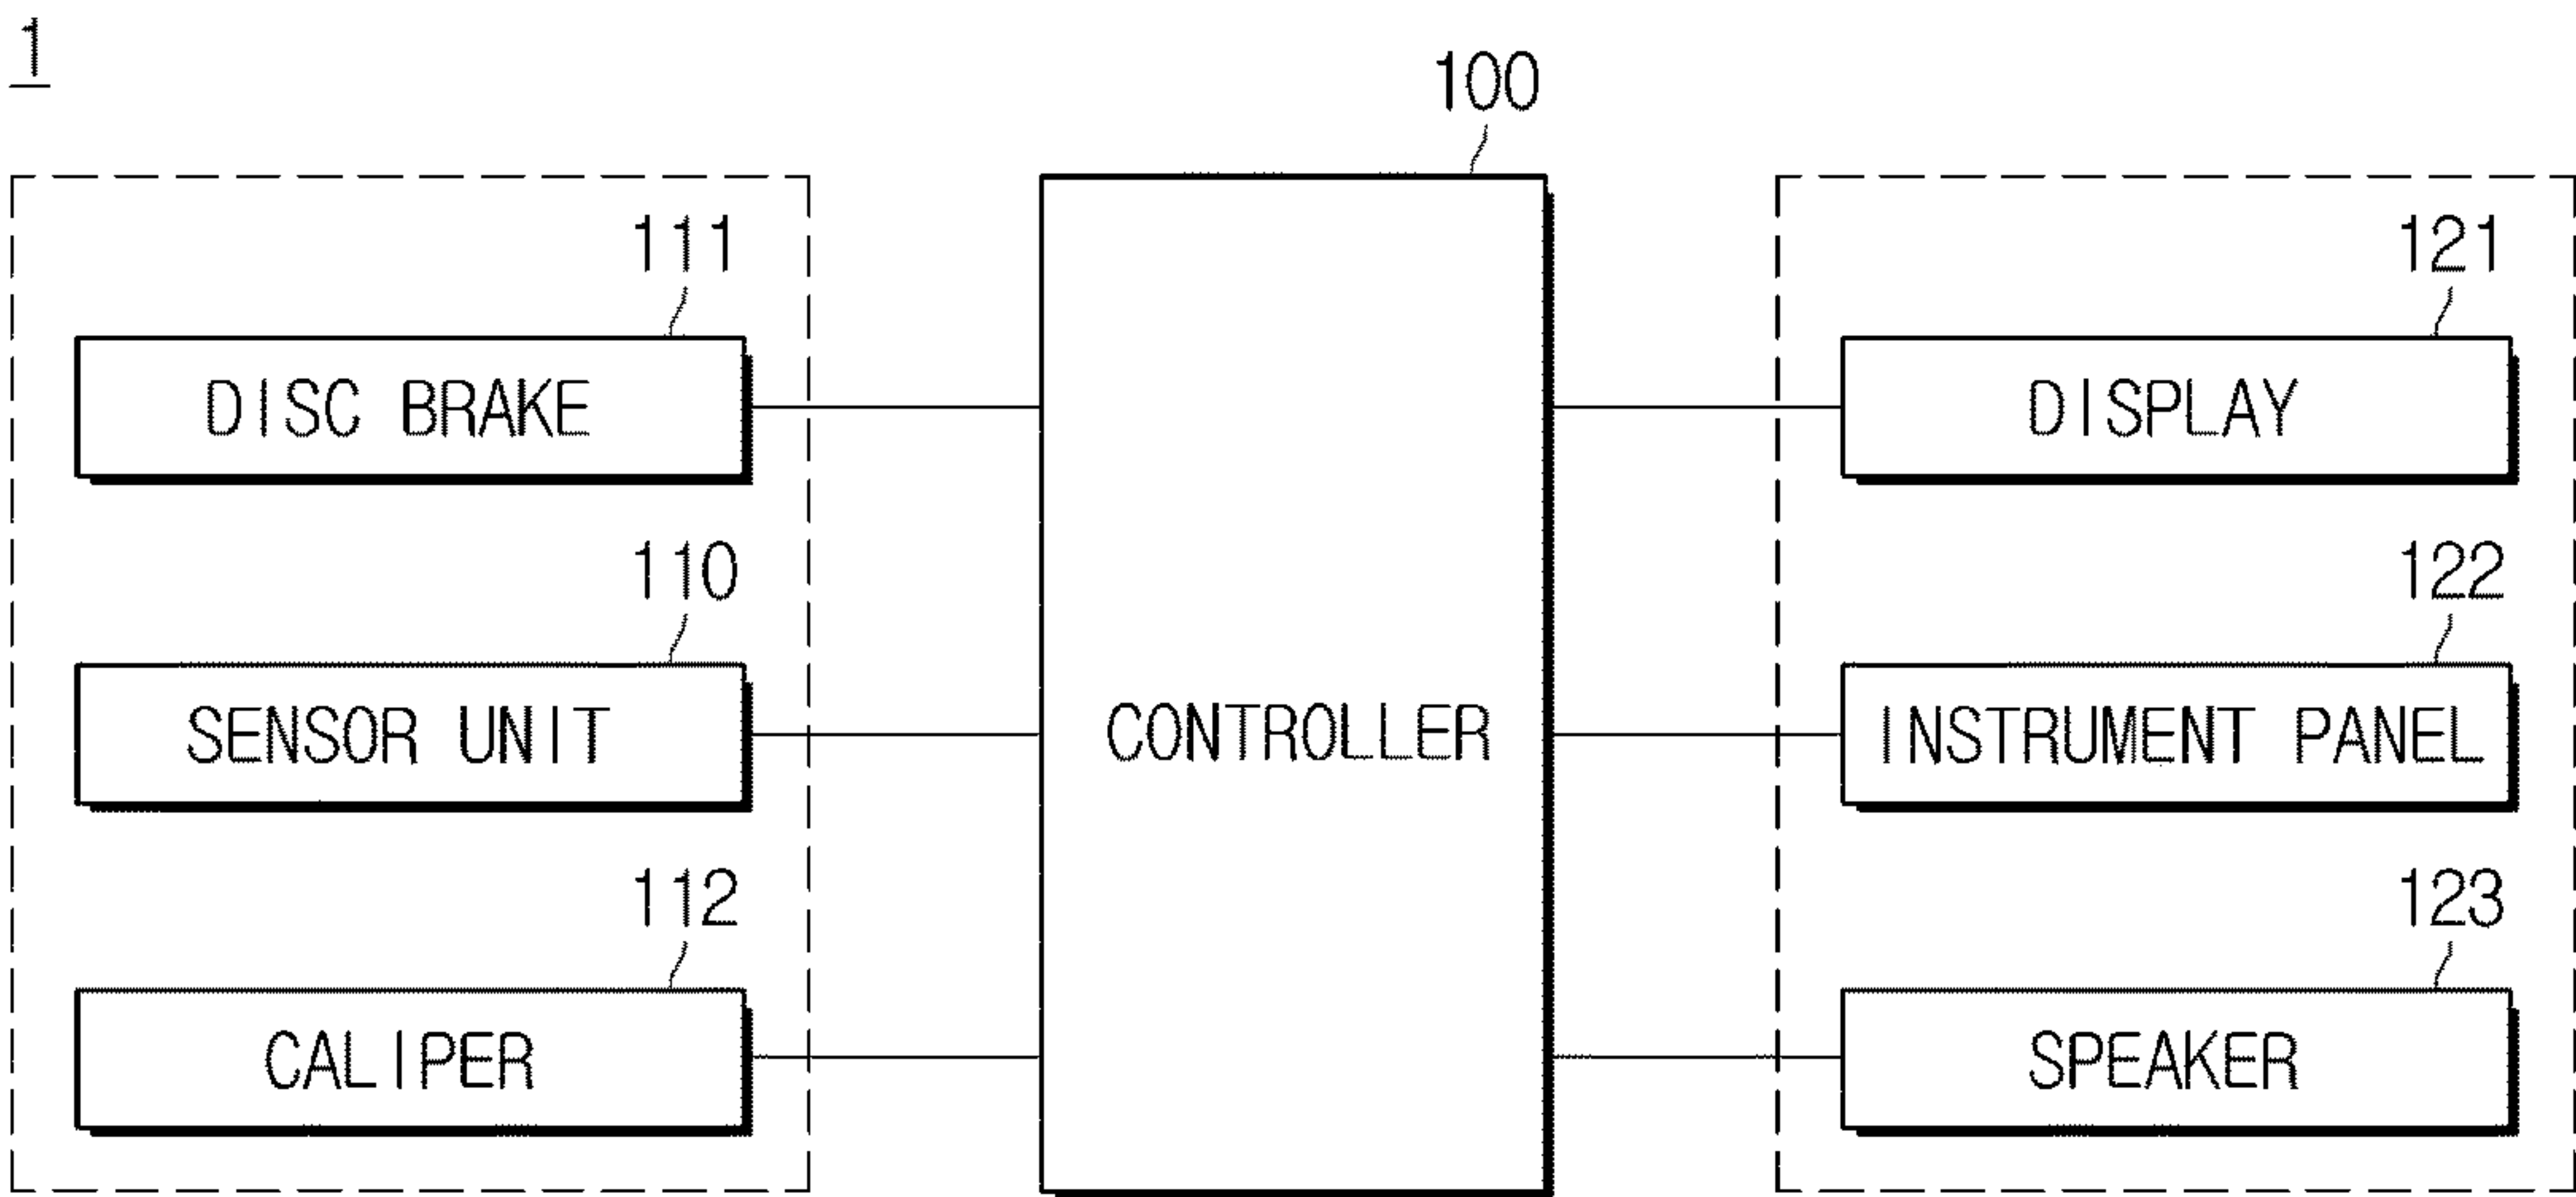 1
100
111
121
DISC BRAKE
DISPLAY
110
122
SENSOR UNIT
CONTROLLER
INSTRUMENT PANEL
112
123
CALIPER
SPEAKER